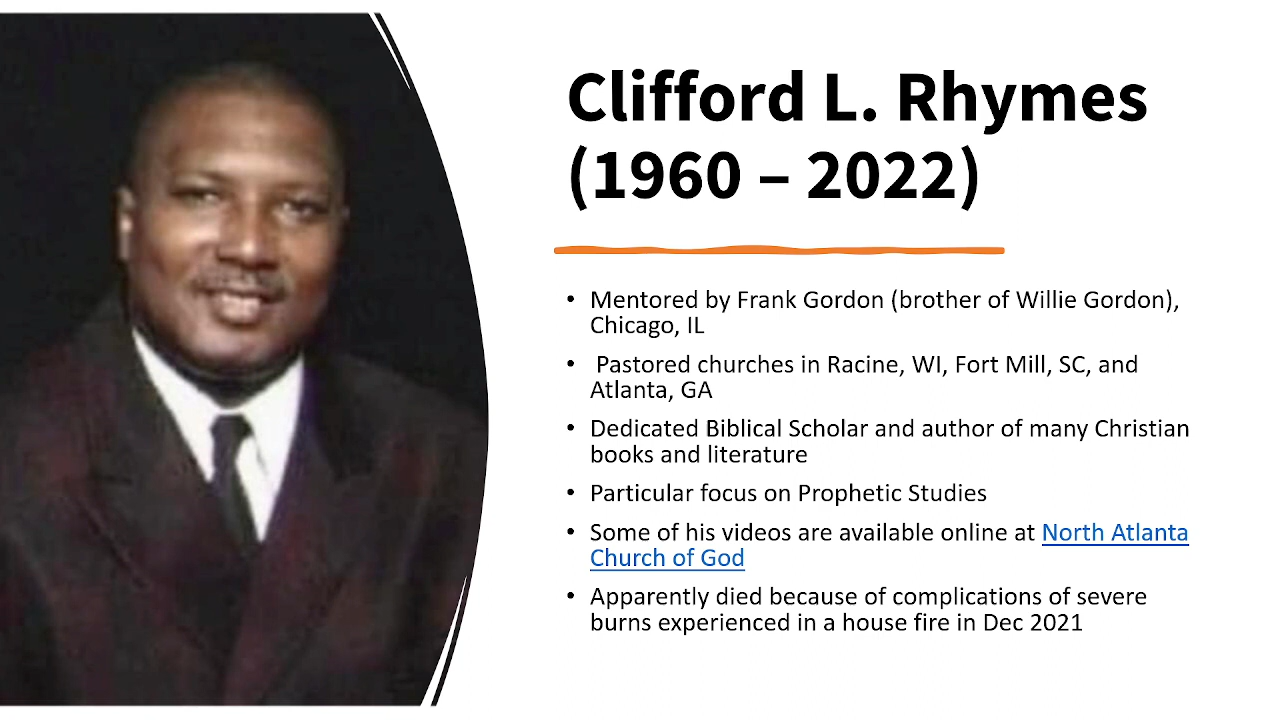 Clifford L. Rhymes
(1960 – 2022)
• Mentored by Frank Gordon (brother of Willie Gordon),
Chicago, IL
• Pastored churches in Racine, WI, Fort Mill, SC, and
Atlanta, GA
• Dedicated Biblical Scholar and author of many Christian
books and literature
• Particular focus on Prophetic Studies
• Some of his videos are available online at North Atlanta
Church of God
• Apparently died because of complications of severe
burns experienced in a house fire in Dec 2021